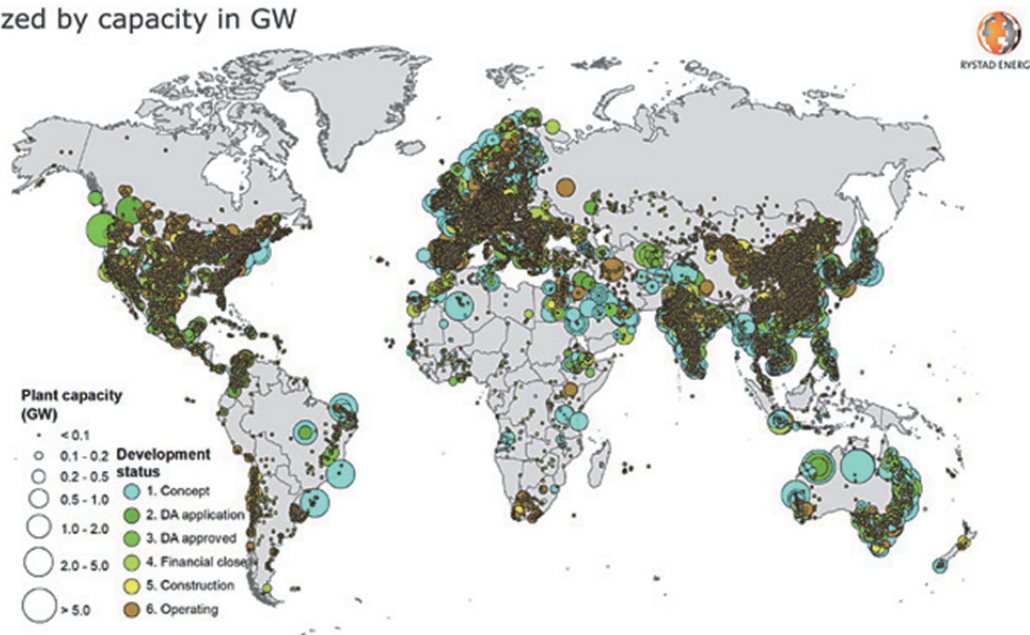 zed by capacity in GW
RYSTAD ENERG
Plant capacity
(GW)
< 0.1
0.1 - 0.2
0.2 - 0.5
0.5 - 1.0
1.0 - 2.0
2.0 - 5.0
> 5.0
Development
status
1. Concept
2. DA application
3. DA approved
4. Financial close
5. Construction
6. Operating